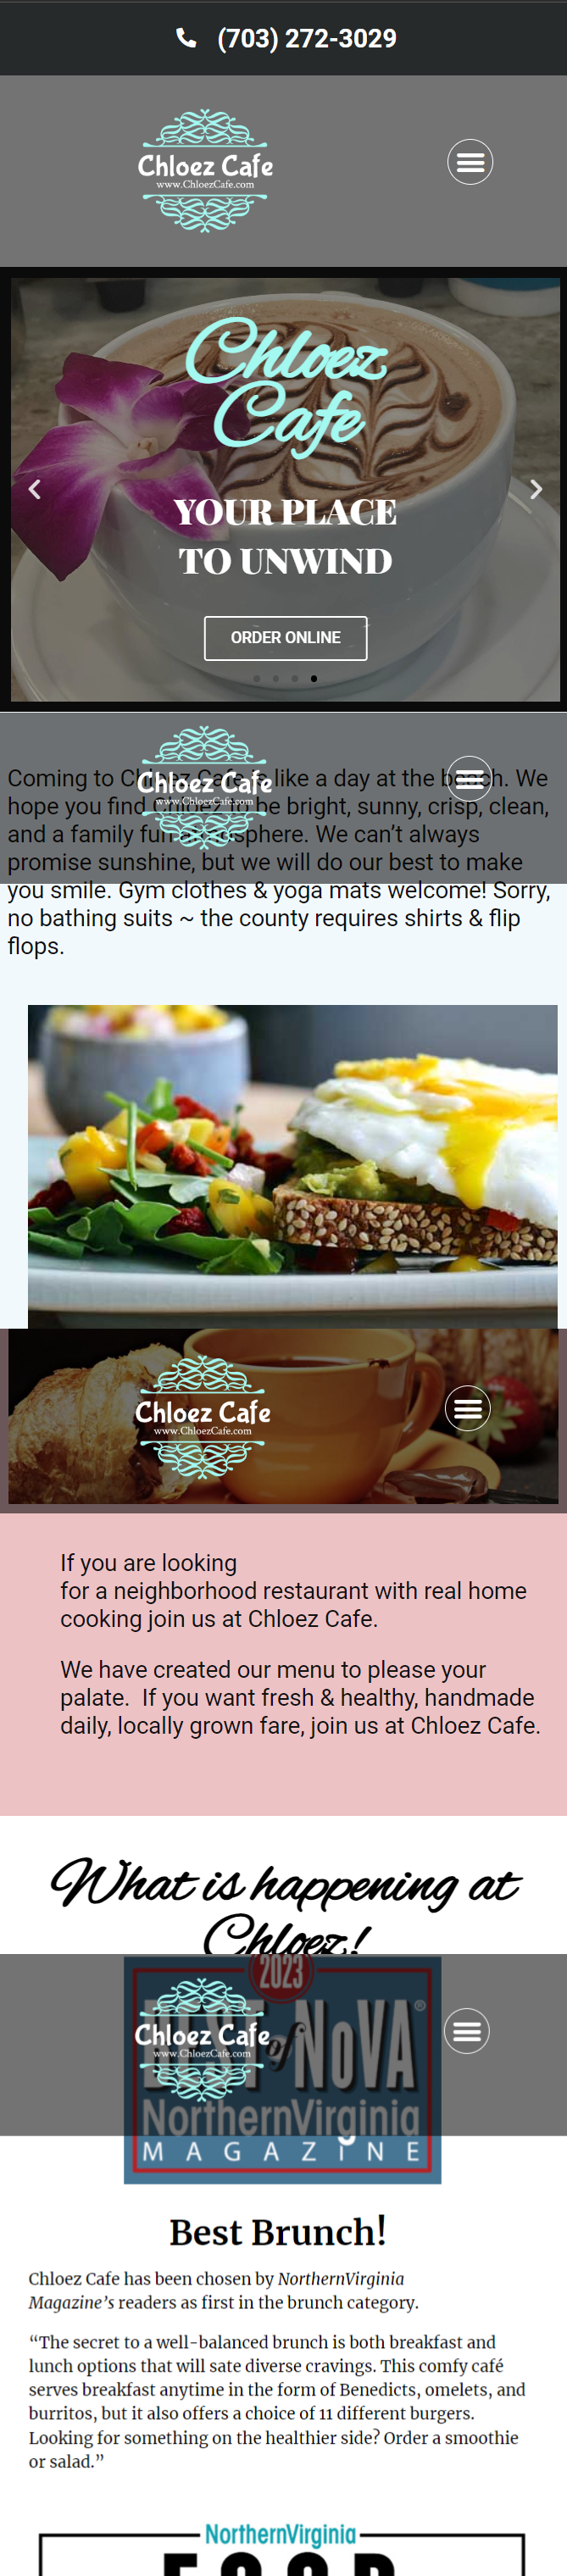 (703) 272-3029
Chloez Cafe
www.ChloezCafe.com
Chloez
Cafe
YOUR PLACE
TO UNWIND
ORDER ONLINE
Chloez Cafe
www.ChloezCafe.com
Coming to Chloez Cafe is like a day at the beach. We
hope you find Chloez to be bright, sunny, crisp, clean,
and a family fun atmosphere. We can’t always
promise sunshine, but we will do our best to make
you smile. Gym clothes & yoga mats welcome! Sorry,
no bathing suits ~ the county requires shirts & flip
flops.
Chloez Cafe
www.ChloezCafe.com
If you are looking
for a neighborhood restaurant with real home
cooking join us at Chloez Cafe.
We have created our menu to please your
palate. If you want fresh & healthy, handmade
daily, locally grown fare, join us at Chloez Cafe.
What is happening at
Chloez!
2023
Chloez Cafe
www.ChloezCafe.com
BEST of NoVA®
NorthernVirginia
MAGAZINE
Best Brunch!
Chloez Cafe has been chosen by NorthernVirginia
Magazine’s readers as first in the brunch category.
“The secret to a well-balanced brunch is both breakfast and
lunch options that will sate diverse cravings. This comfy café
serves breakfast anytime in the form of Benedicts, omelets, and
burritos, but it also offers a choice of 11 different burgers.
Looking for something on the healthier side? Order a smoothie
or salad.”
NorthernVirginia